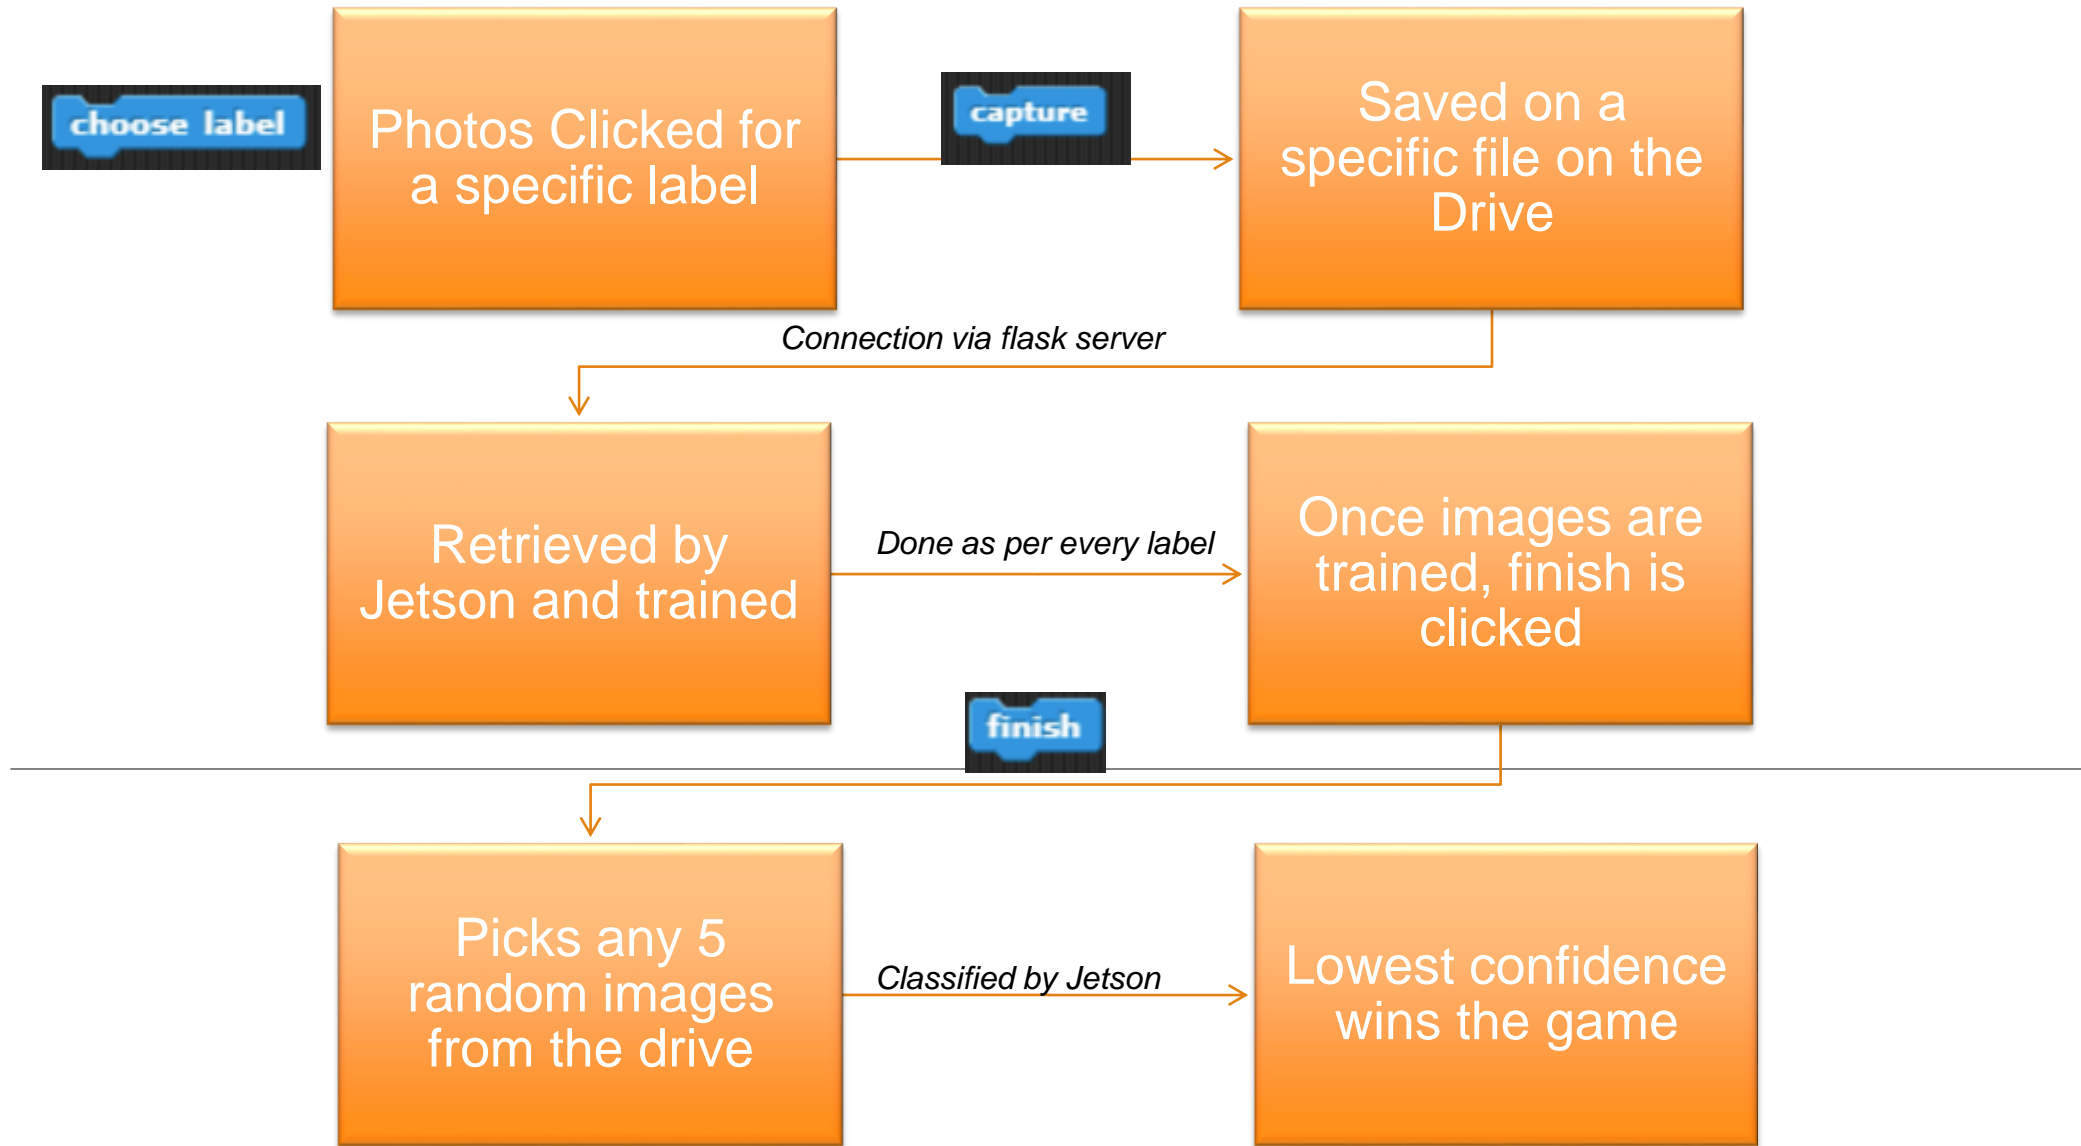 choose label
Photos Clicked for
a specific label
capture
Saved on a
specific file on the
Drive
Connection via flask server
Retrieved by
Jetson and trained
Done as per every label
Once images are
trained, finish is
clicked
finish
Picks any 5
random images
from the drive
Classified by Jetson
Lowest confidence
wins the game